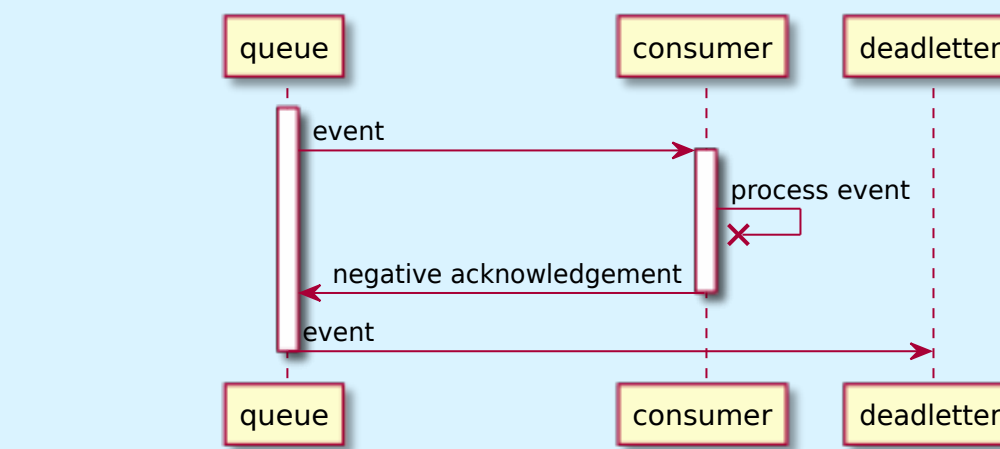 queue
consumer
deadletter
event
process event
negative acknowledgement
event
queue
consumer
deadletter